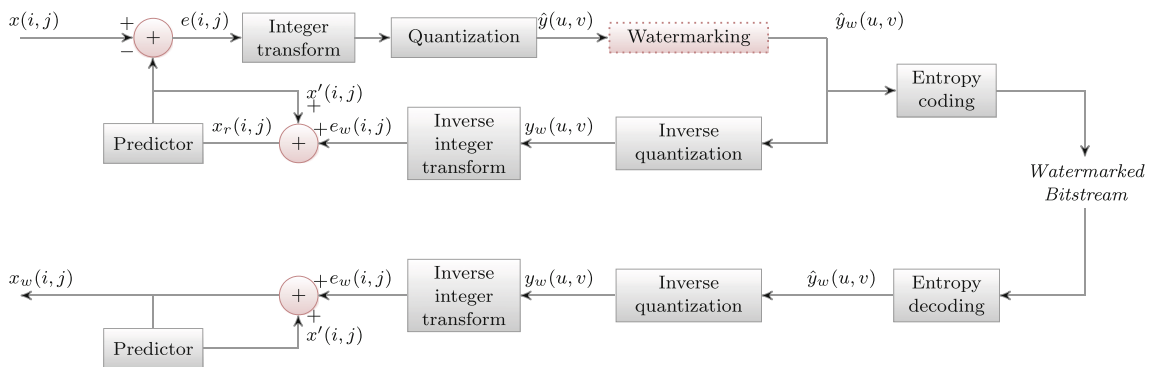 x(i, j)
+
−
+
e(i, j)
Integer
transform
Quantization
ŷ(u, v)
Watermarking
ŷ_w(u, v)
Entropy
coding
x′(i, j)
+
Predictor
x_r(i, j)
+
+
e_w(i, j)
Inverse
integer
transform
y_w(u, v)
Inverse
quantization
Watermarked
Bitstream
x_w(i, j)
+
+
e_w(i, j)
Inverse
integer
transform
y_w(u, v)
Inverse
quantization
ŷ_w(u, v)
Entropy
decoding
+
x′(i, j)
Predictor